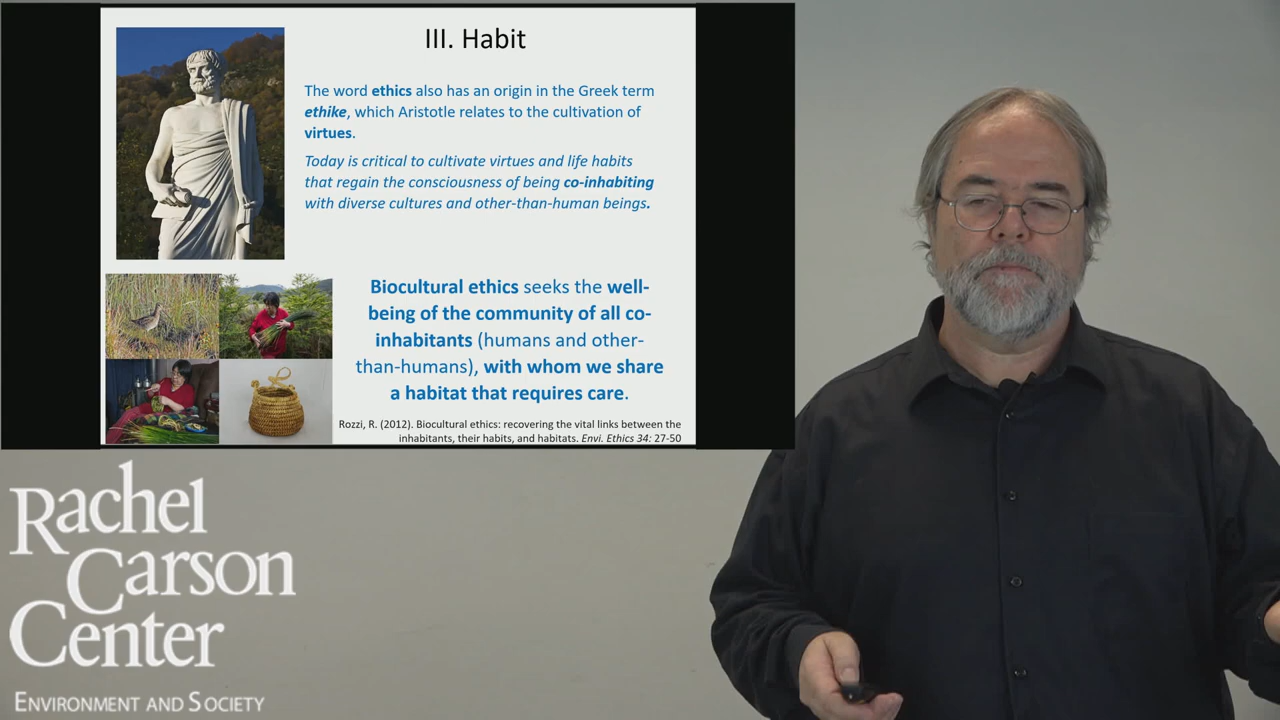 III. Habit
The word ethics also has an origin in the Greek term
ethike, which Aristotle relates to the cultivation of
virtues.
Today is critical to cultivate virtues and life habits
that regain the consciousness of being co-inhabiting
with diverse cultures and other-than-human beings.
Biocultural ethics seeks the well-
being of the community of all co-
inhabitants (humans and other-
than-humans), with whom we share
a habitat that requires care.
Rozzi, R. (2012). Biocultural ethics: recovering the vital links between the
inhabitants, their habits, and habitats. Envi. Ethics 34: 27-50
Rachel
Carson
Center
ENVIRONMENT AND SOCIETY